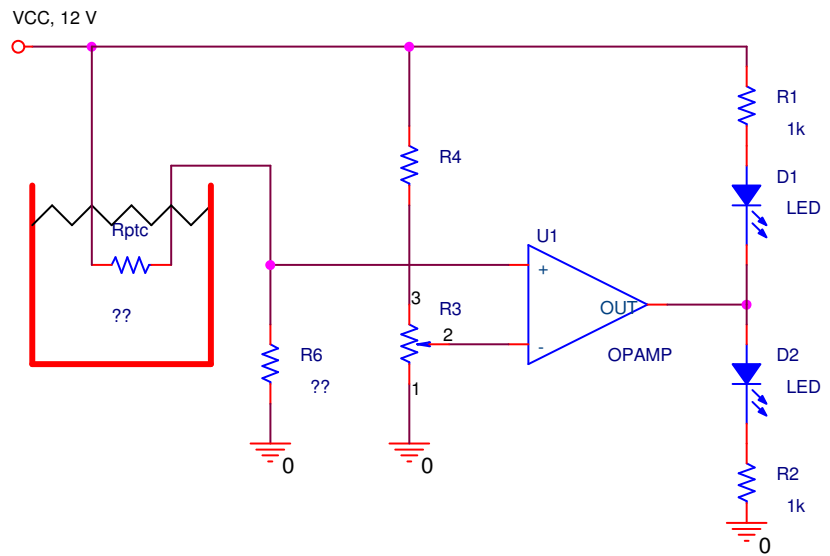 VCC, 12 V
R1
1k
R4
D1
LED
Rptc
U1
+
OUT
-
OPAMP
3
R3
2
1
??
R6
??
D2
LED
R2
1k
0
0
0